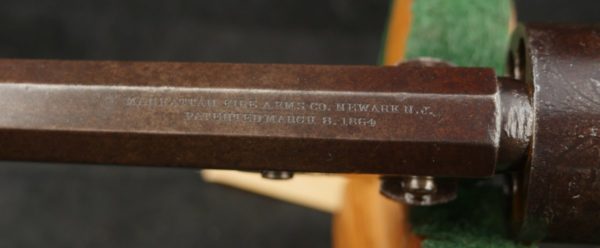 MANHATTAN FIRE ARMS CO. NEWARK N.J.
PATENTED MARCH 8. 1864